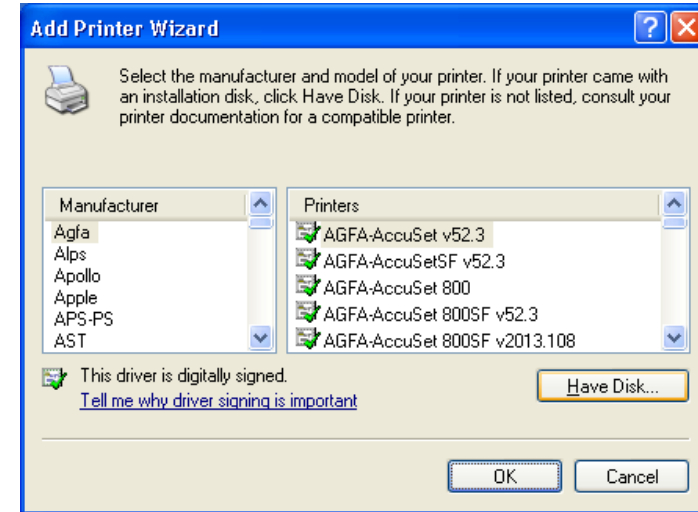 Add Printer Wizard
Select the manufacturer and model of your printer. If your printer came with
an installation disk, click Have Disk. If your printer is not listed, consult your
printer documentation for a compatible printer.
Manufacturer
Agfa
Alps
Apollo
Apple
APS-PS
AST
Printers
AGFA-AccuSet v52.3
AGFA-AccuSetSF v52.3
AGFA-AccuSet 800
AGFA-AccuSet 800SF v52.3
AGFA-AccuSet 800SF v2013.108
This driver is digitally signed.
Tell me why driver signing is important
Have Disk...
OK
Cancel